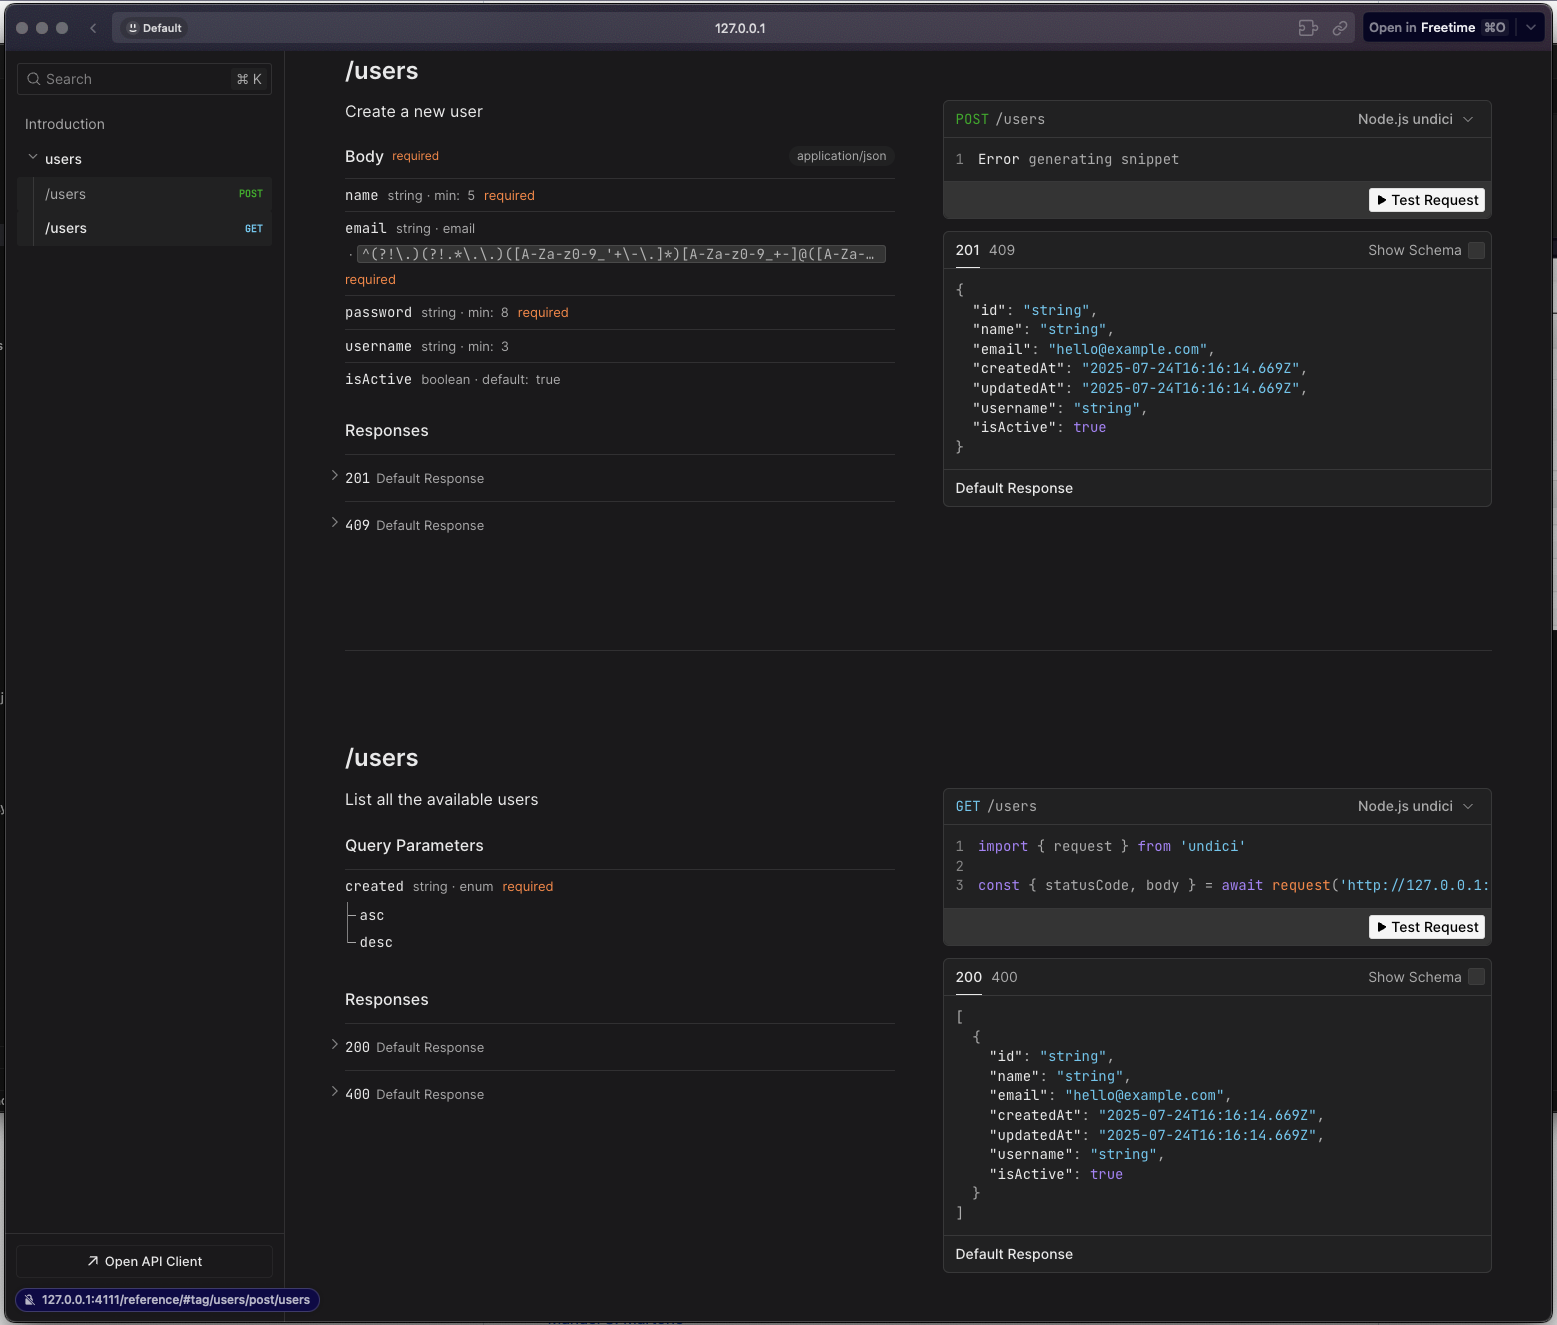 Default
127.0.0.1
Open in Freetime ⌘O
Search ⌘ K
Introduction
users
/users POST
/users GET
Open API Client
127.0.0.1:4111/reference/#tag/users/post/users
/users
Create a new user
Body required application/json
name string · min: 5 required
email string · email
· ^(?!\.)(?!.*\.\.)([A-Za-z0-9_'+\-\.]*)[A-Za-z0-9_+-]@([A-Za-…
required
password string · min: 8 required
username string · min: 3
isActive boolean · default: true
Responses
201 Default Response
409 Default Response
POST /users Node.js undici
1 Error generating snippet
Test Request
201 409 Show Schema
{
"id": "string",
"name": "string",
"email": "hello@example.com",
"createdAt": "2025-07-24T16:16:14.669Z",
"updatedAt": "2025-07-24T16:16:14.669Z",
"username": "string",
"isActive": true
}
Default Response
/users
List all the available users
Query Parameters
created string · enum required
asc
desc
Responses
200 Default Response
400 Default Response
GET /users Node.js undici
1 import { request } from 'undici'
2
3 const { statusCode, body } = await request('http://127.0.0.1:
Test Request
200 400 Show Schema
[
{
"id": "string",
"name": "string",
"email": "hello@example.com",
"createdAt": "2025-07-24T16:16:14.669Z",
"updatedAt": "2025-07-24T16:16:14.669Z",
"username": "string",
"isActive": true
}
]
Default Response